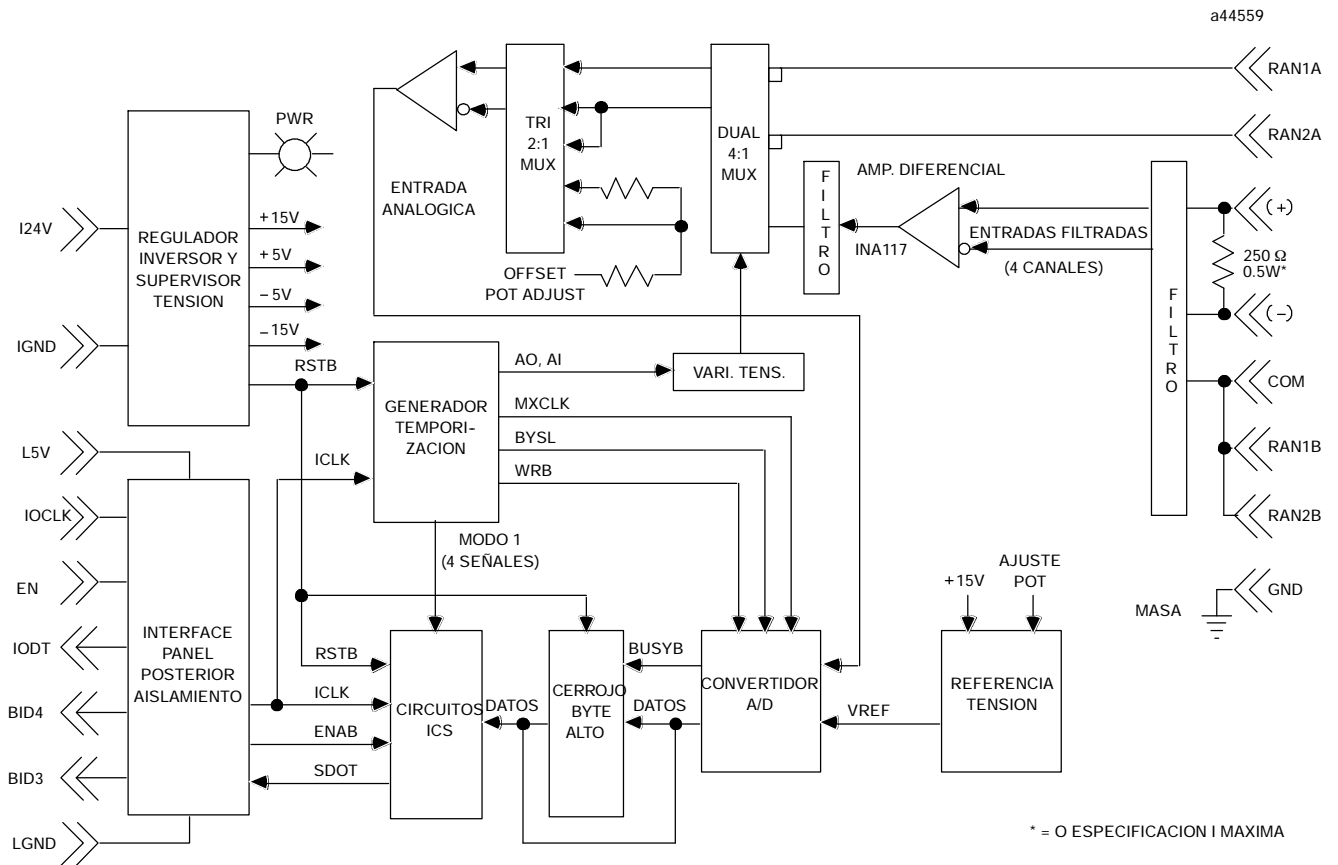 a44559
RAN1A
RAN2A
(+)
250 Ω
0.5W*
(–)
COM
RAN1B
RAN2B
GND
MASA
PWR
I24V
IGND
REGULADOR
INVERSOR Y
SUPERVISOR
TENSION
+15V
+5V
–5V
–15V
RSTB
ENTRADA
ANALOGICA
TRI
2:1
MUX
OFFSET
POT ADJUST
DUAL
4:1
MUX
FILTRO
AMP. DIFERENCIAL
INA117
ENTRADAS FILTRADAS
(4 CANALES)
FILTRO
VARI. TENS.
AO, AI
GENERADOR
TEMPORI-
ZACION
MXCLK
BYSL
WRB
ICLK
MODO 1
(4 SEÑALES)
L5V
IOCLK
EN
IODT
BID4
BID3
LGND
INTERFACE
PANEL
POSTERIOR
AISLAMIENTO
RSTB
ICLK
ENAB
SDOT
CIRCUITOS
ICS
DATOS
CERROJO
BYTE
ALTO
BUSYB
DATOS
CONVERTIDOR
A/D
VREF
+15V
AJUSTE
POT
REFERENCIA
TENSION
* = O ESPECIFICACION I MAXIMA